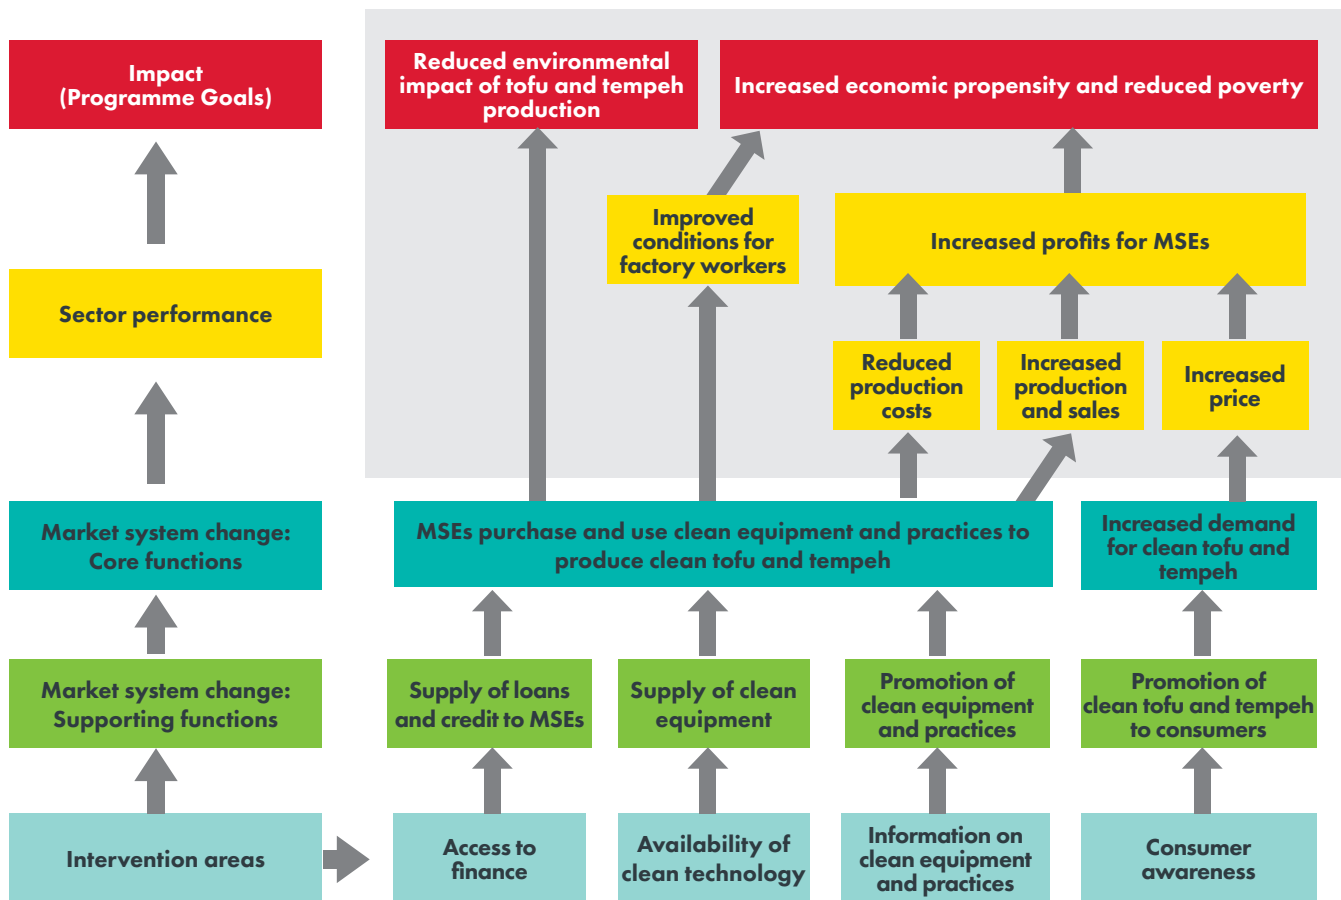 Impact
(Programme Goals)
Reduced environmental
impact of tofu and tempeh
production
Increased economic propensity and reduced poverty
Sector performance
Improved
conditions for
factory workers
Increased profits for MSEs
Reduced
production
costs
Increased
production
and sales
Increased
price
Market system change:
Core functions
MSEs purchase and use clean equipment and practices to
produce clean tofu and tempeh
Increased demand
for clean tofu and
tempeh
Market system change:
Supporting functions
Supply of loans
and credit to MSEs
Supply of clean
equipment
Promotion of
clean equipment
and practices
Promotion of
clean tofu and tempeh
to consumers
Intervention areas
Access to
finance
Availability of
clean technology
Information on
clean equipment
and practices
Consumer
awareness